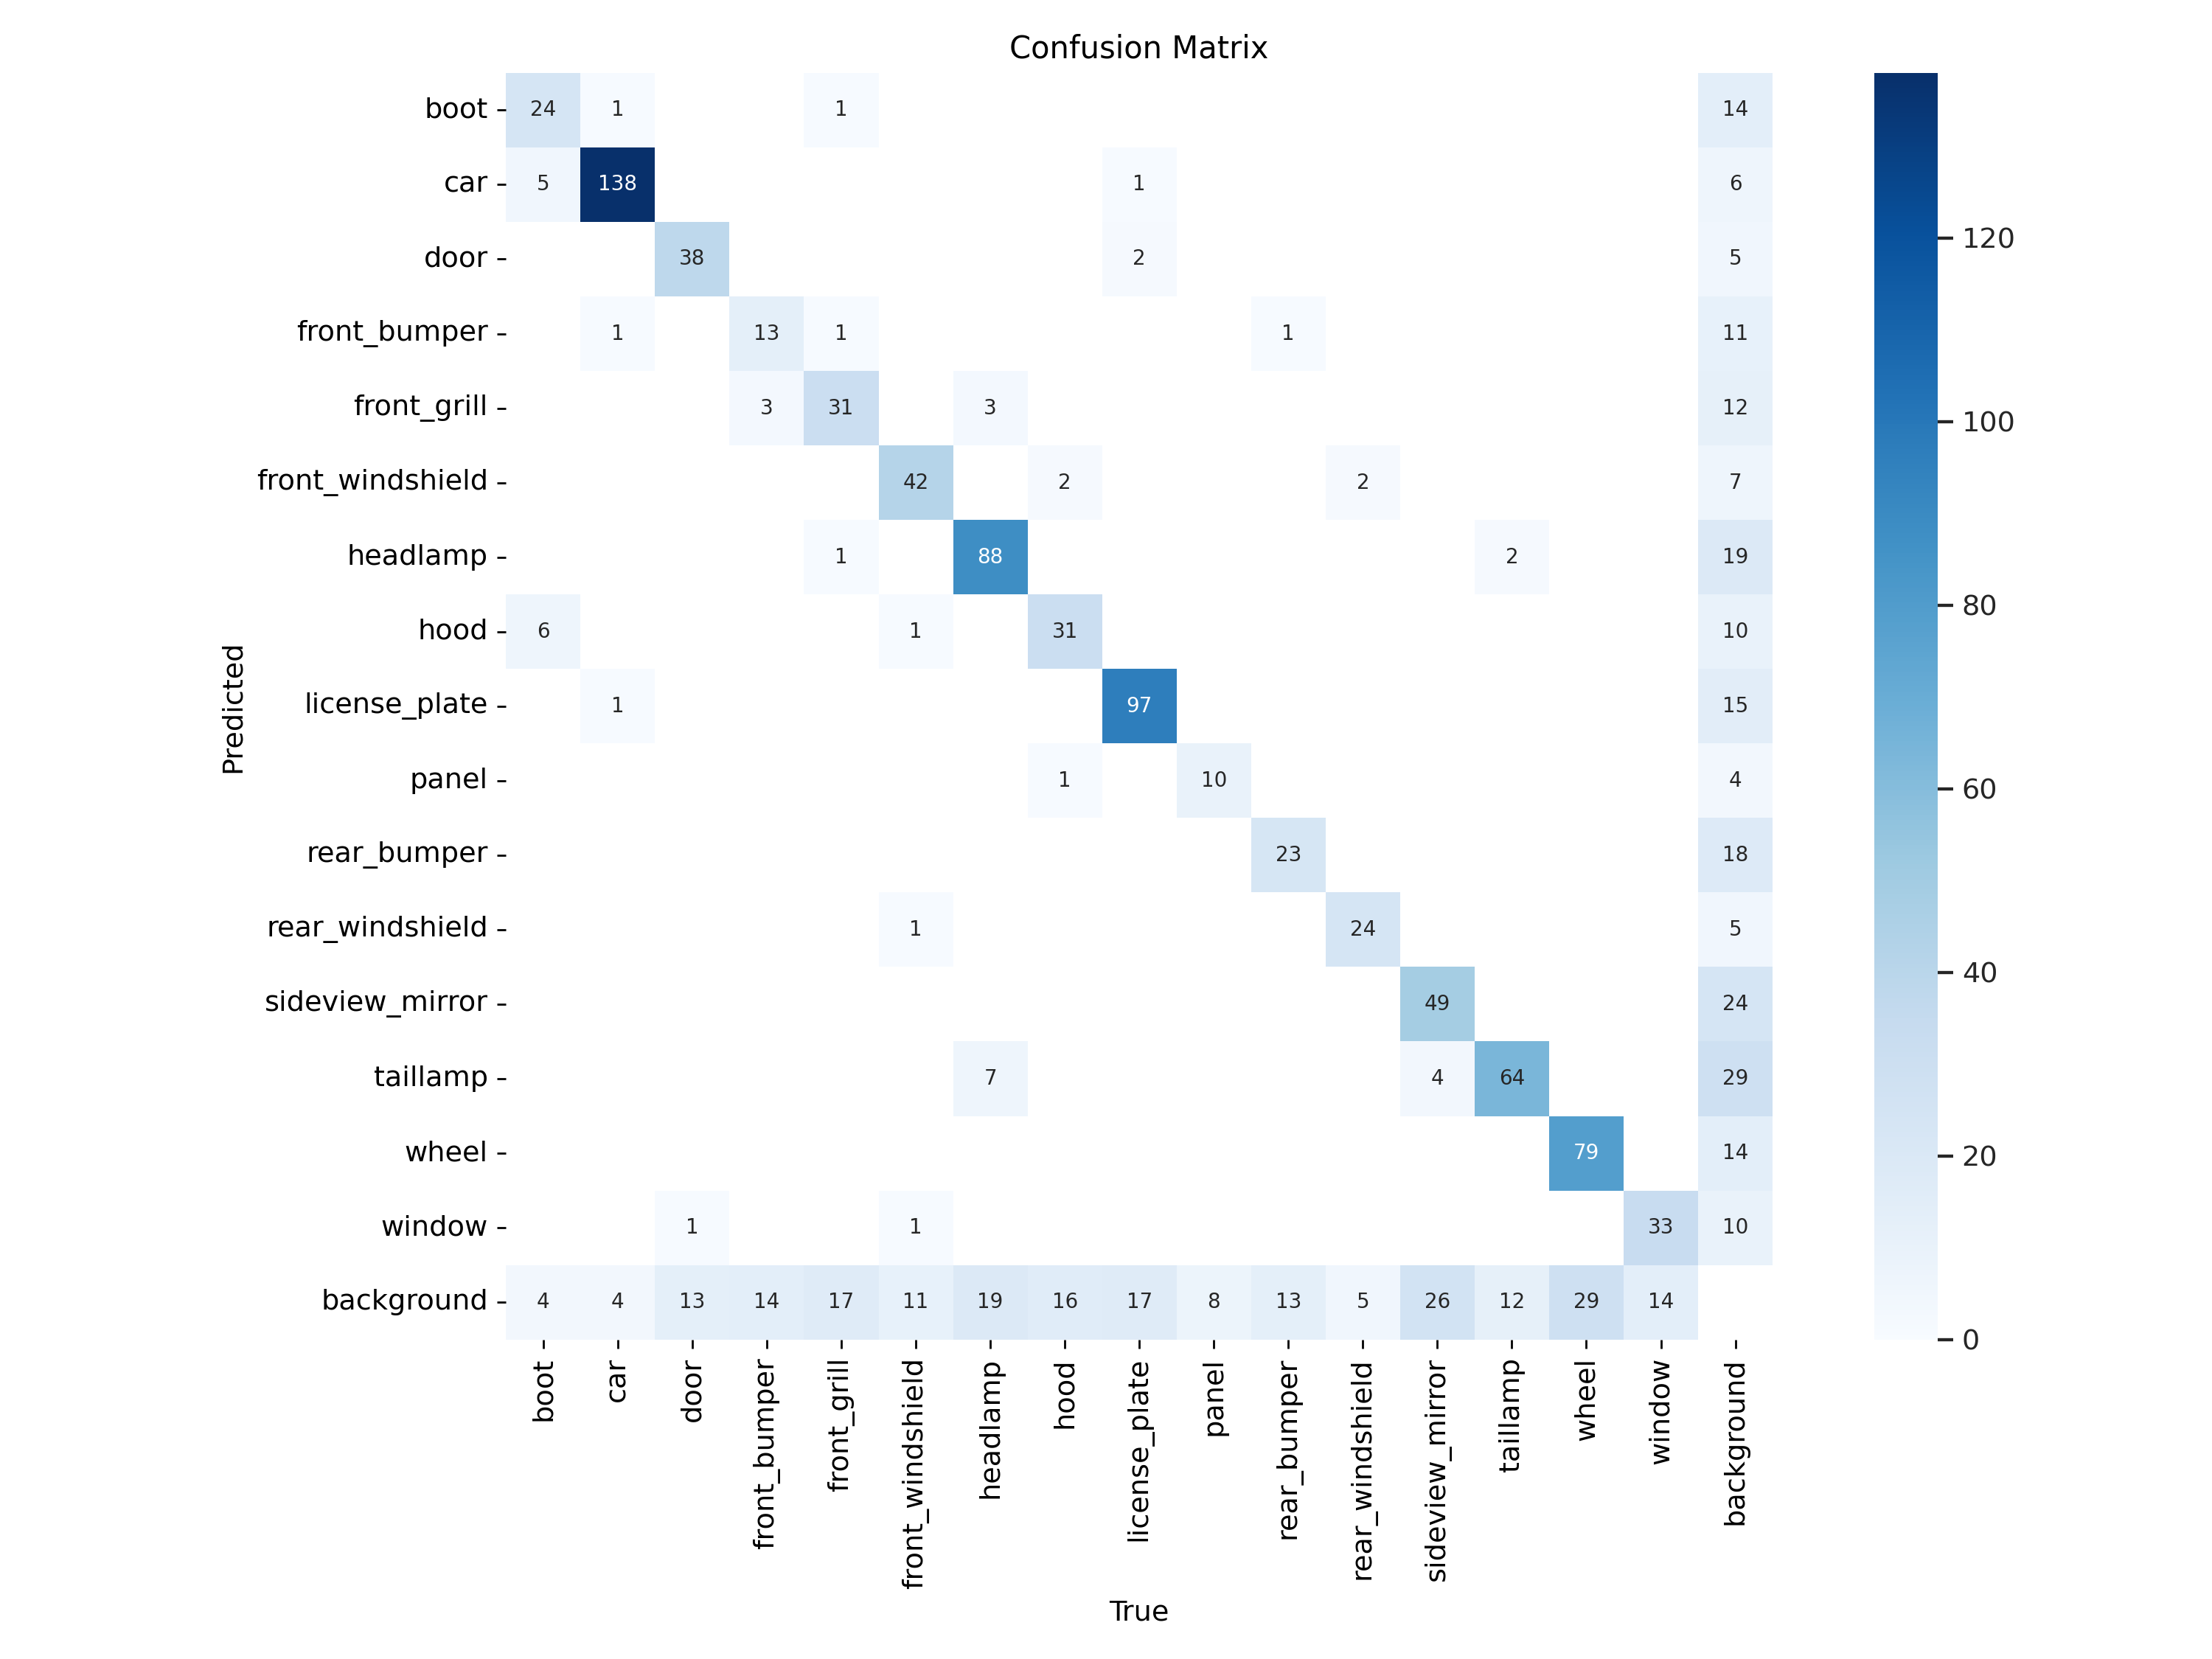 Confusion Matrix
boot 24 1 1 14
car 5 138 1 6
door 38 2 5
front_bumper 1 13 1 1 11
front_grill 3 31 3 12
front_windshield 42 2 2 7
headlamp 1 88 2 19
hood 6 1 31 10
license_plate 1 97 15
panel 1 10 4
rear_bumper 23 18
rear_windshield 1 24 5
sideview_mirror 49 24
taillamp 7 4 64 29
wheel 79 14
window 1 1 33 10
background 4 4 13 14 17 11 19 16 17 8 13 5 26 12 29 14
Predicted
boot
car
door
front_bumper
front_grill
front_windshield
headlamp
hood
license_plate
panel
rear_bumper
rear_windshield
sideview_mirror
taillamp
wheel
window
background
True
120
100
80
60
40
20
0